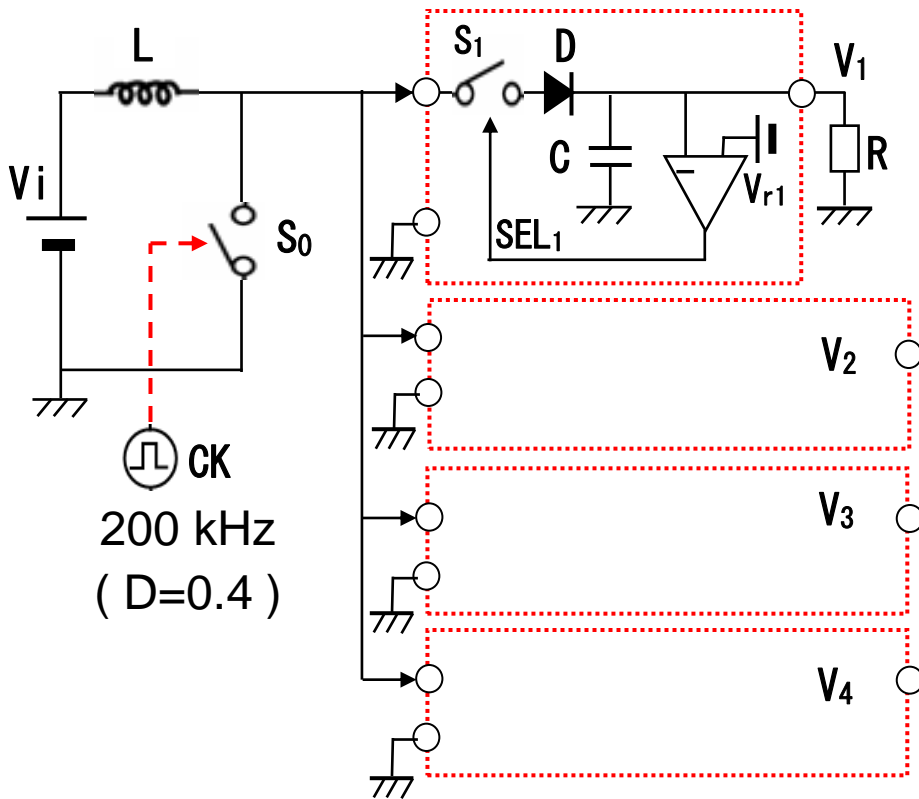 L
Vi
S₀
CK
200 kHz
( D=0.4 )
S₁
D
C
SEL₁
Vr₁
V₁
R
V₂
V₃
V₄